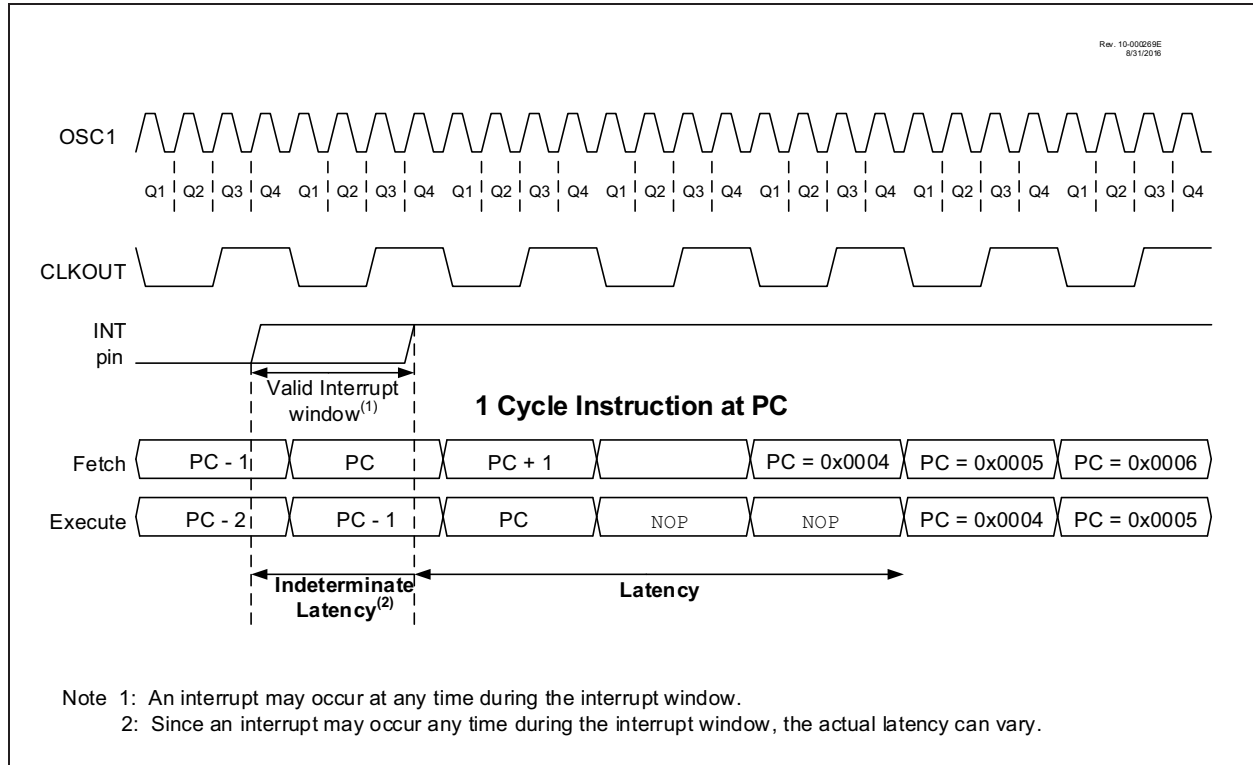 Rev. 10-000269E
8/31/2016
OSC1
Q1 Q2 Q3 Q4 Q1 Q2 Q3 Q4 Q1 Q2 Q3 Q4 Q1 Q2 Q3 Q4 Q1 Q2 Q3 Q4 Q1 Q2 Q3 Q4 Q1 Q2 Q3 Q4
CLKOUT
INT
pin
Valid Interrupt
window(1)
1 Cycle Instruction at PC
Fetch PC - 1 PC PC + 1 PC = 0x0004 PC = 0x0005 PC = 0x0006
Execute PC - 2 PC - 1 PC NOP NOP PC = 0x0004 PC = 0x0005
Indeterminate
Latency(2)
Latency
Note 1: An interrupt may occur at any time during the interrupt window.
2: Since an interrupt may occur any time during the interrupt window, the actual latency can vary.